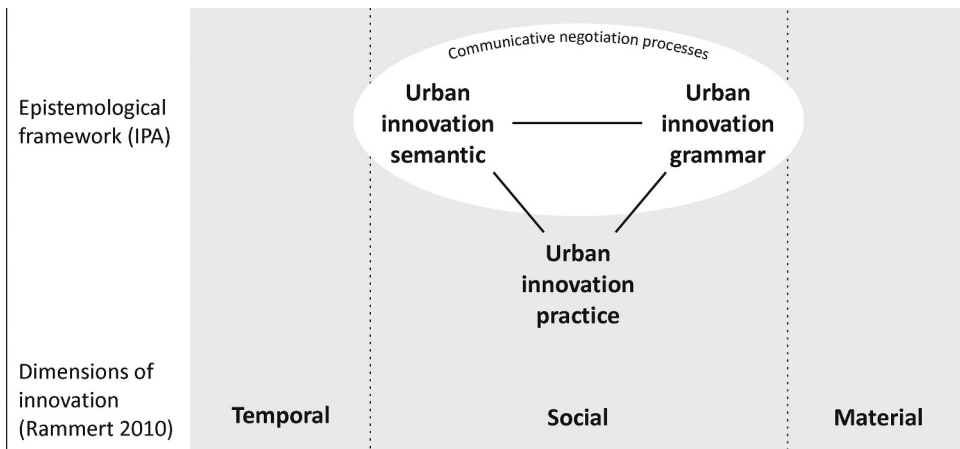 Communicative negotiation processes
Epistemological
framework (IPA)
Urban
innovation
semantic
Urban
innovation
grammar
Urban
innovation
practice
Dimensions of
innovation
(Rammert 2010)
Temporal
Social
Material